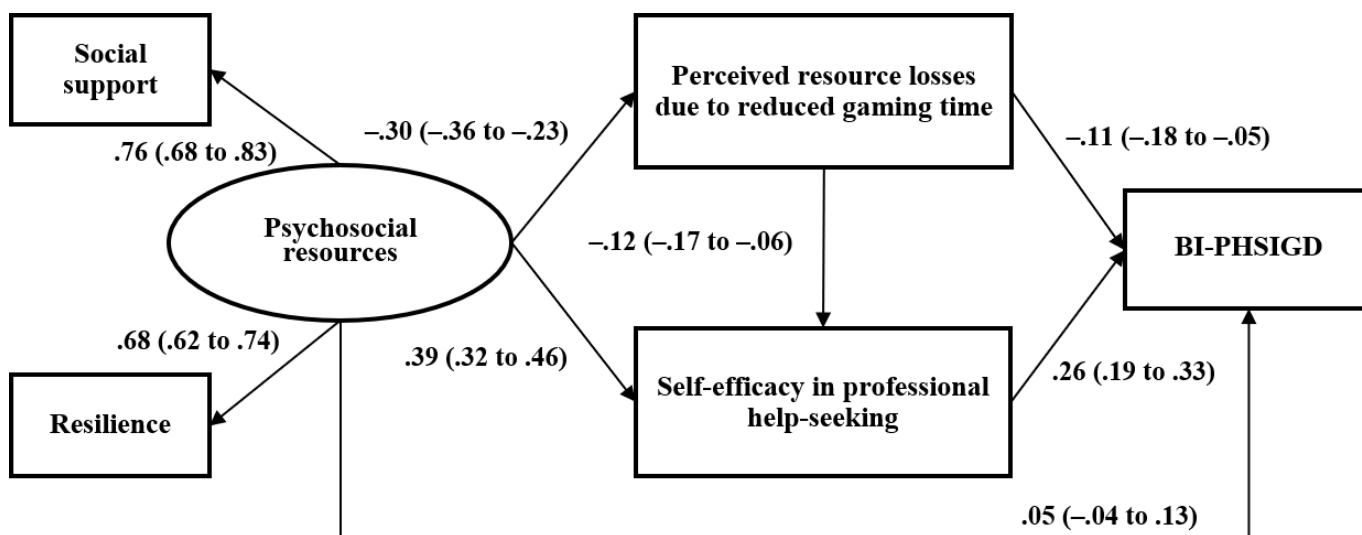 Social
support
Perceived resource losses
due to reduced gaming time
–.30 (–.36 to –.23)
.76 (.68 to .83)
–.11 (–.18 to –.05)
Psychosocial
resources
–.12 (–.17 to –.06)
BI-PHSIGD
.68 (.62 to .74)
.39 (.32 to .46)
Resilience
Self-efficacy in professional
help-seeking
.26 (.19 to .33)
.05 (–.04 to .13)